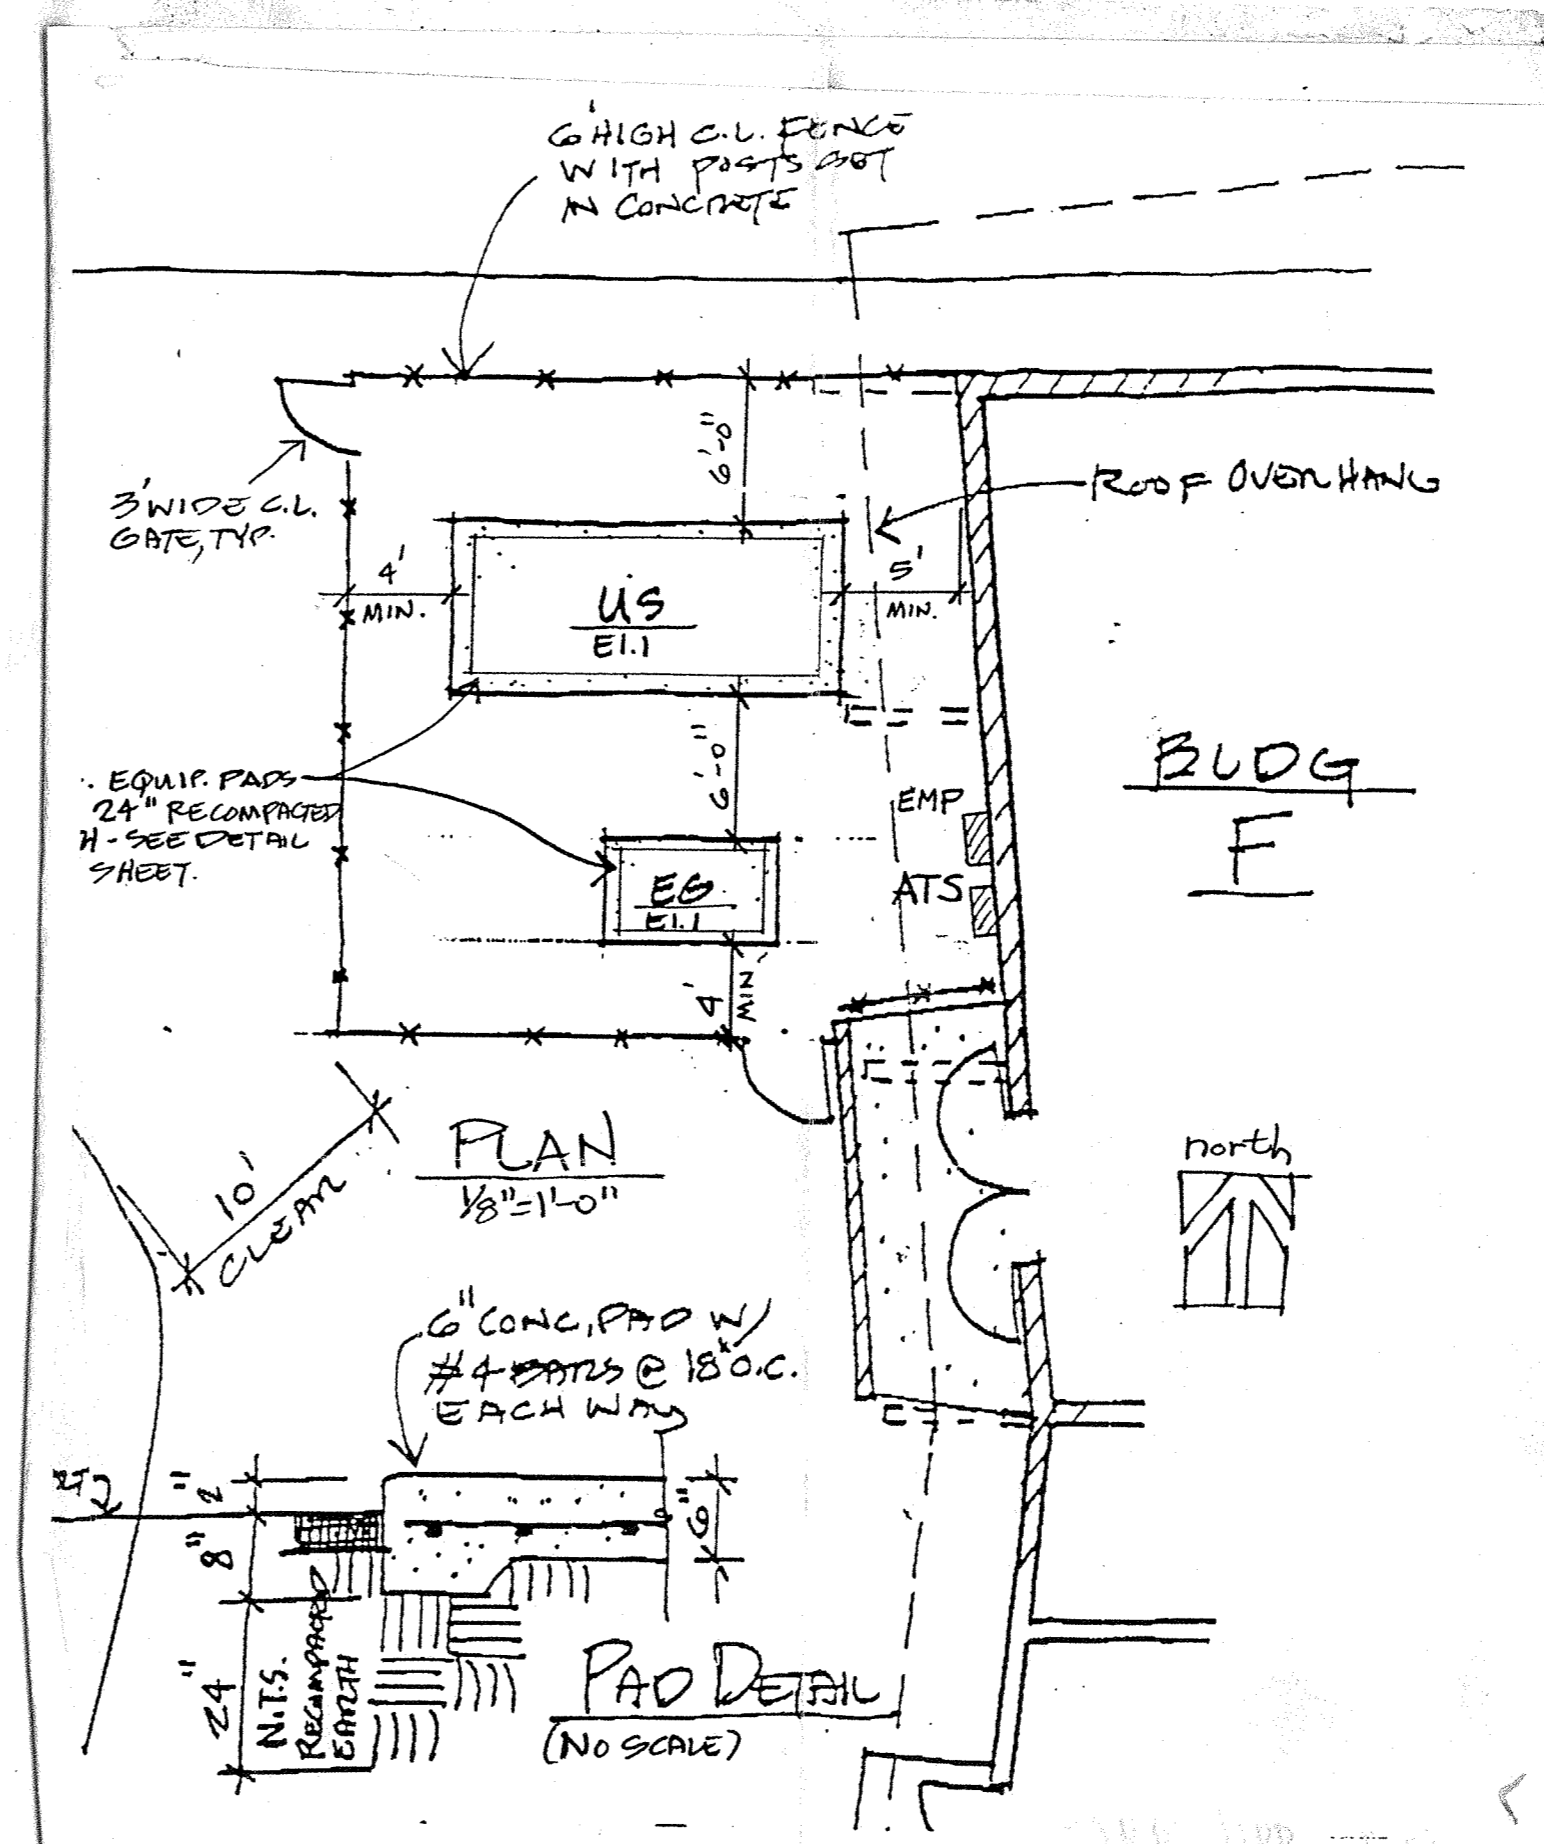 6' HIGH C.L. FENCE
WITH POSTS SET
IN CONCRETE
3' WIDE C.L.
GATE, TYP.
6'-0"
ROOF OVERHANG
4'
MIN.
US
E1.1
5'
MIN.
6'-0"
EQUIP. PADS
24" RECOMPACTED
H - SEE DETAIL
SHEET.
EMP
ATS
BLDG
F
EG
E1.1
4'
MIN
10'
CLEAR
PLAN
1/8"=1'-0"
north
6" CONC. PAD W/
#4 BARS @ 18" O.C.
EACH WAY
2"
8"
24"
6"
N.T.S.
RECOMPACTED
EARTH
PAD DETAIL
(NO SCALE)